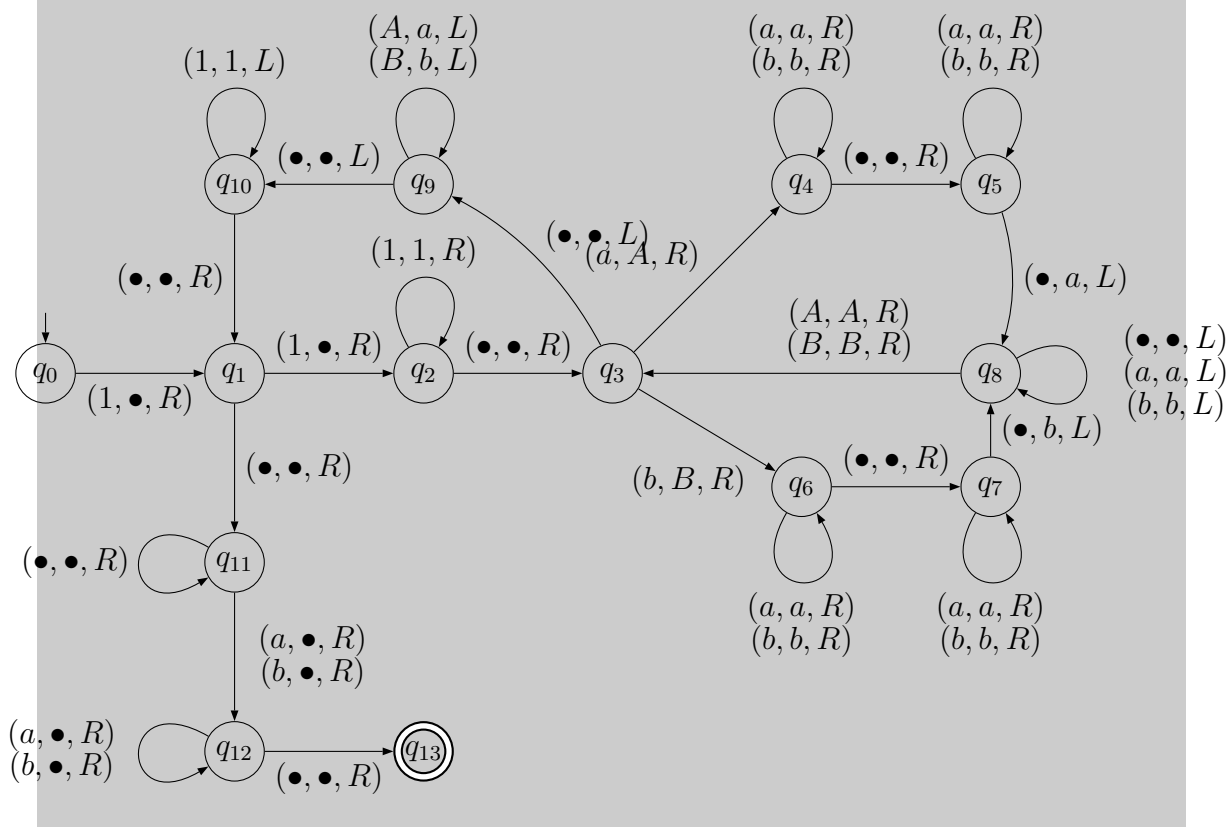 (A, a, L)
(B, b, L)
(a, a, R)
(b, b, R)
(a, a, R)
(b, b, R)
(1, 1, L)
(●, ●, L)
(●, ●, R)
q10
q9
q4
q5
(●, ●, L)
(a, A, R)
(1, 1, R)
(●, ●, R)
(●, a, L)
(A, A, R)
(B, B, R)
(1, ●, R)
(●, ●, R)
(●, ●, L)
(a, a, L)
(b, b, L)
q0
q1
q2
q3
q8
(1, ●, R)
(●, b, L)
(●, ●, R)
(●, ●, R)
(b, B, R)
q6
q7
(●, ●, R)
q11
(a, a, R)
(b, b, R)
(a, a, R)
(b, b, R)
(a, ●, R)
(b, ●, R)
(a, ●, R)
(b, ●, R)
q12
q13
(●, ●, R)